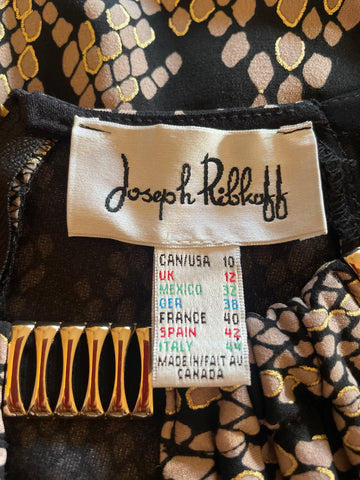 Joseph Ribkoff
CAN/USA 10
UK 12
MEXICO 32
GER 38
FRANCE 40
SPAIN 42
ITALY 44
MADE IN/FAIT AU
CANADA